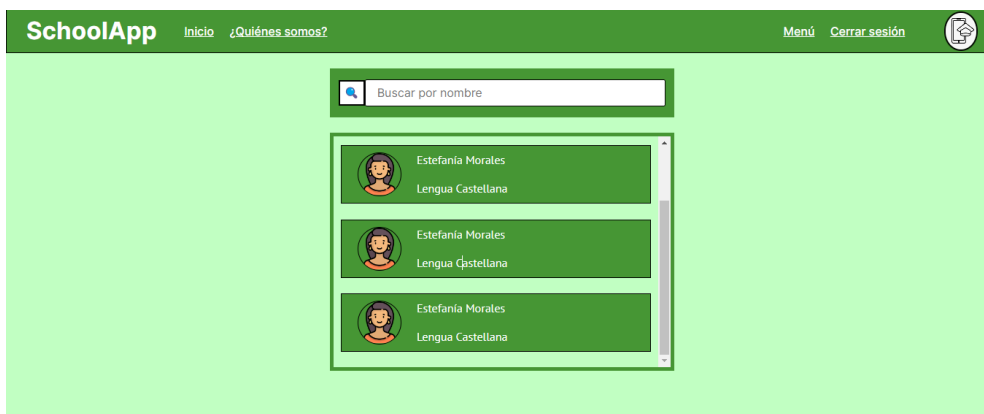 SchoolApp Inicio ¿Quiénes somos? Menú Cerrar sesión
Buscar por nombre
Estefanía Morales
Lengua Castellana
Estefanía Morales
Lengua Castellana
Estefanía Morales
Lengua Castellana